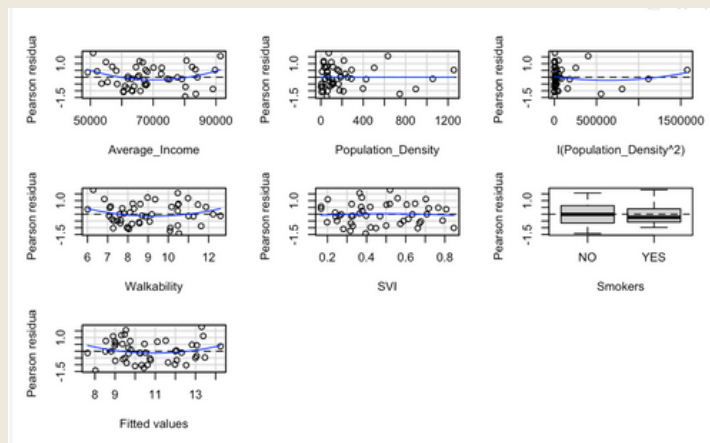 Pearson residua
1.0
-1.5
50000 70000 90000
Average_Income
Pearson residua
1.0
-1.5
0 400 800 1200
Population_Density
Pearson residua
1.0
-1.5
0 500000 1500000
I(Population_Density^2)
Pearson residua
1.0
-1.5
6 7 8 9 10 12
Walkability
Pearson residua
1.0
-1.5
0.2 0.4 0.6 0.8
SVI
Pearson residua
1.0
-1.5
NO YES
Smokers
Pearson residua
1.0
-1.5
8 9 11 13
Fitted values